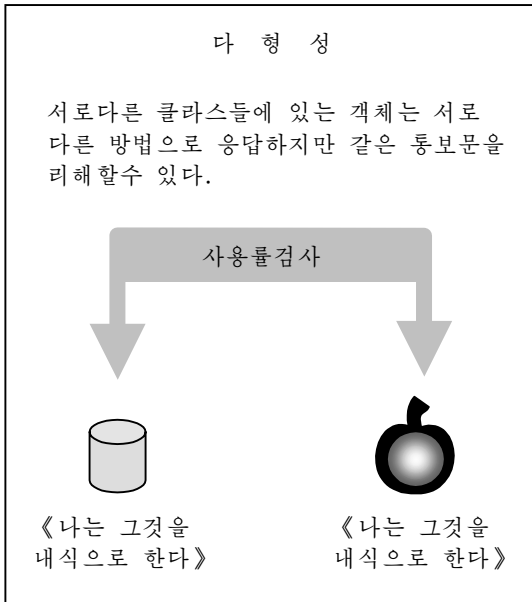 다 형 성
서로다른 클라스들에 있는 객체는 서로
다른 방법으로 응답하지만 같은 통보문을
리해할수 있다.
사용률검사
《나는 그것을
내식으로 한다》
《나는 그것을
내식으로 한다》